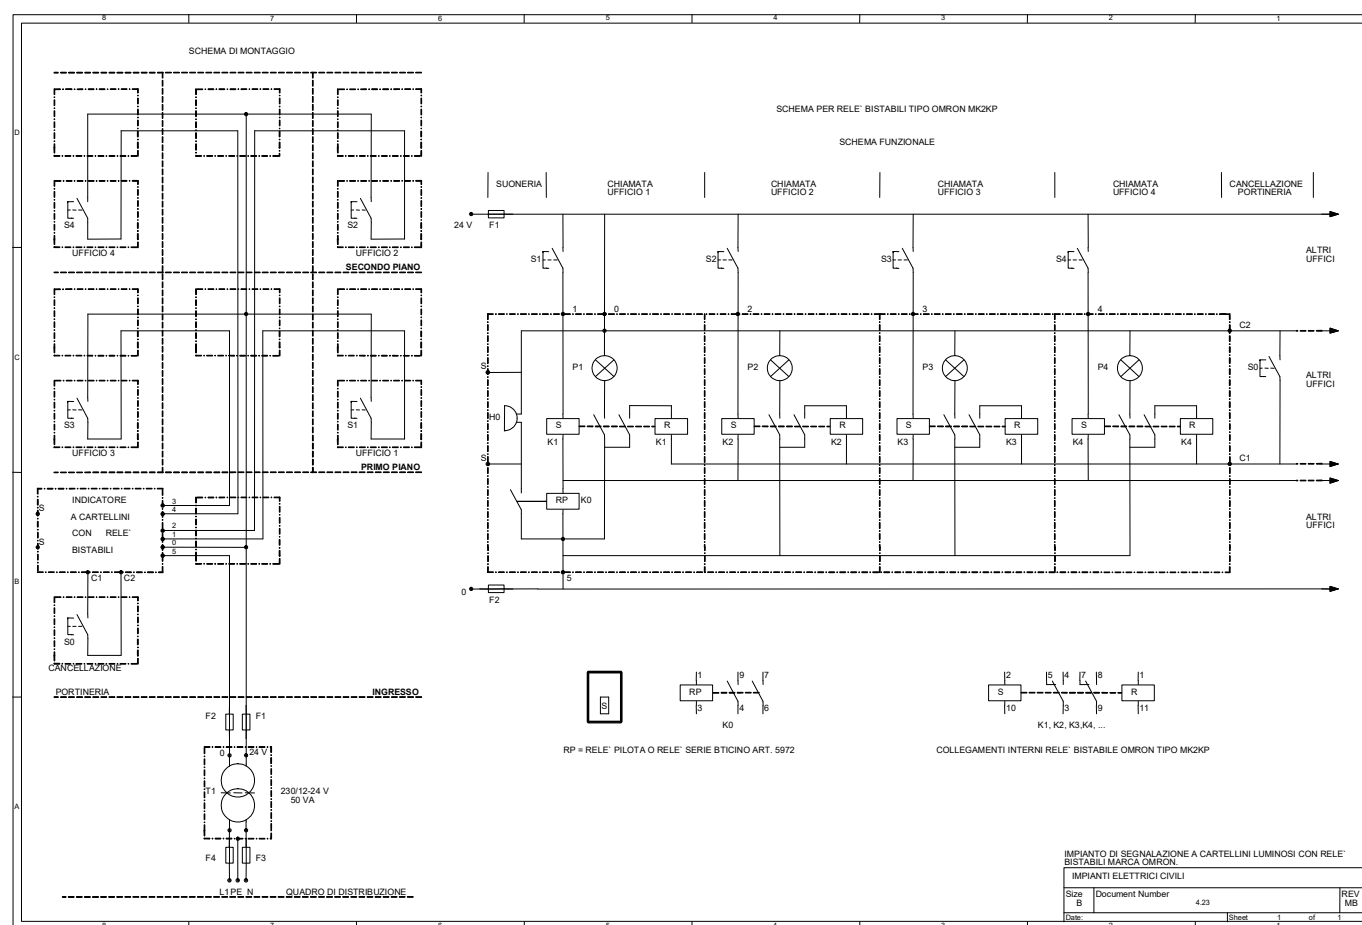 8 7 6 5 4 3 2 1
SCHEMA DI MONTAGGIO
SCHEMA PER RELE` BISTABILI TIPO OMRON MK2KP
SCHEMA FUNZIONALE
D
C
B
A
S4
UFFICIO 4
S2
UFFICIO 2
SECONDO PIANO
S3
UFFICIO 3
S1
UFFICIO 1
PRIMO PIANO
INDICATORE
A CARTELLINI
CON RELE`
BISTABILI
S
S
3
4
2
1
0
5
C1 C2
S0
CANCELLAZIONE
PORTINERIA
INGRESSO
F2 F1
0 24 V
T1
230/12-24 V
50 VA
F4 F3
L1 PE N
QUADRO DI DISTRIBUZIONE
SUONERIA
CHIAMATA
UFFICIO 1
CHIAMATA
UFFICIO 2
CHIAMATA
UFFICIO 3
CHIAMATA
UFFICIO 4
CANCELLAZIONE
PORTINERIA
24 V F1
S1 S2 S3 S4
ALTRI
UFFICI
1 0 2 3 4
C2
S
P1 P2 P3 P4 S0
ALTRI
UFFICI
H0
S R S R S R S R
K1 K1 K2 K2 K3 K3 K4 K4
S
C1
RP K0
ALTRI
UFFICI
5
0 F2
S
1 9 7
RP
3 4 6
K0
RP = RELE` PILOTA O RELE` SERIE BTICINO ART. 5972
2 5 4 7 8 1
S R
10 3 9 11
K1, K2, K3,K4, ...
COLLEGAMENTI INTERNI RELE` BISTABILE OMRON TIPO MK2KP
IMPIANTO DI SEGNALAZIONE A CARTELLINI LUMINOSI CON RELE`
BISTABILI MARCA OMRON.
IMPIANTI ELETTRICI CIVILI
Size Document Number REV
B 4.23 MB
Date: Sheet 1 of 1